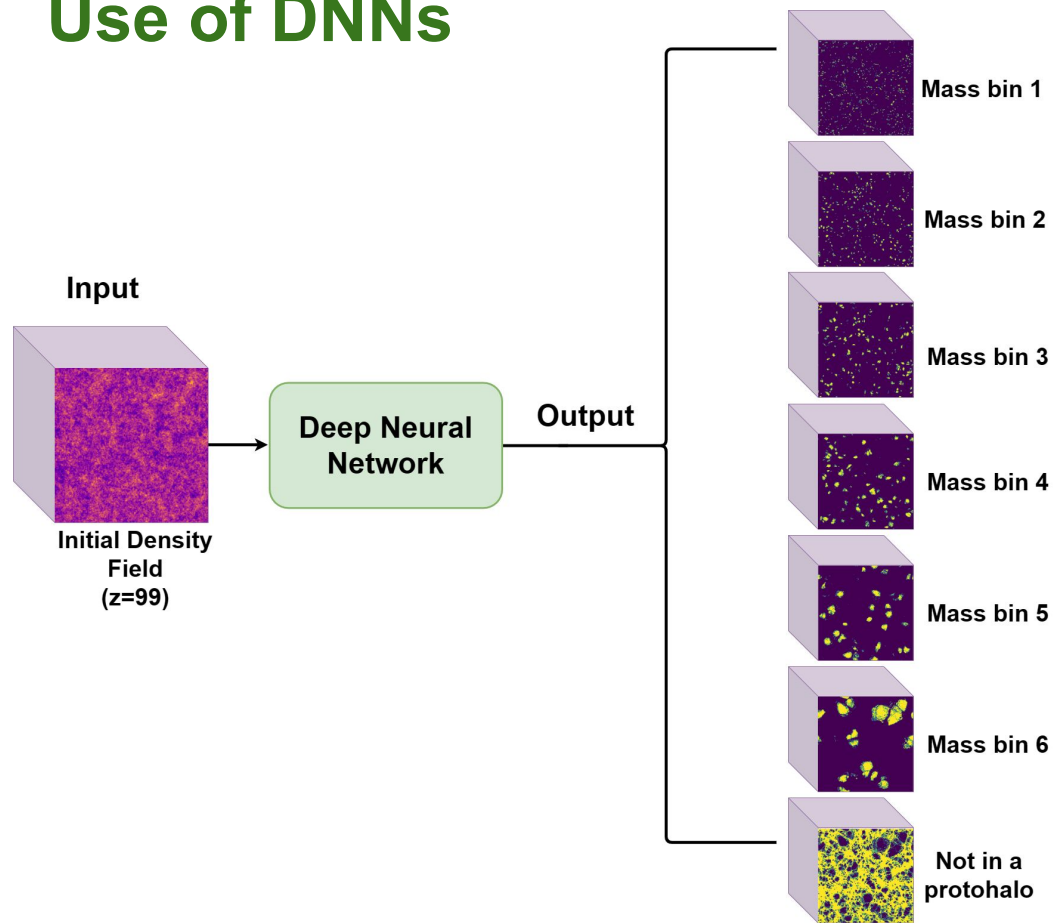 Use of DNNs
Input
Initial Density
Field
(z=99)
Deep Neural
Network
Output
Mass bin 1
Mass bin 2
Mass bin 3
Mass bin 4
Mass bin 5
Mass bin 6
Not in a
protohalo